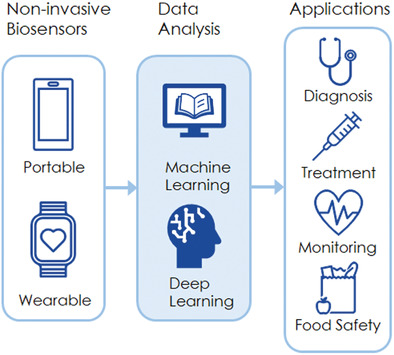 Non-invasive
Biosensors
Portable
Wearable
Data
Analysis
Machine
Learning
Deep
Learning
Applications
Diagnosis
Treatment
Monitoring
Food Safety